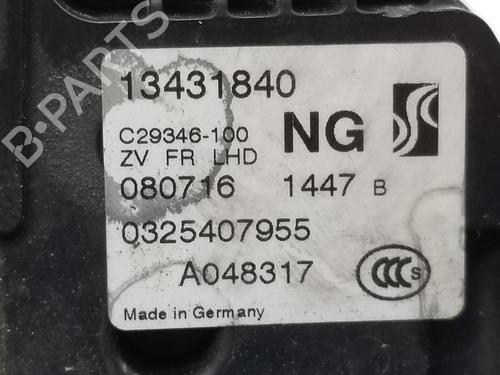 13431840
C29346-100
NG
ZV FR LHD
080716 1447 B
0325407955
A048317
CCC S
Made in Germany
B-PARTS